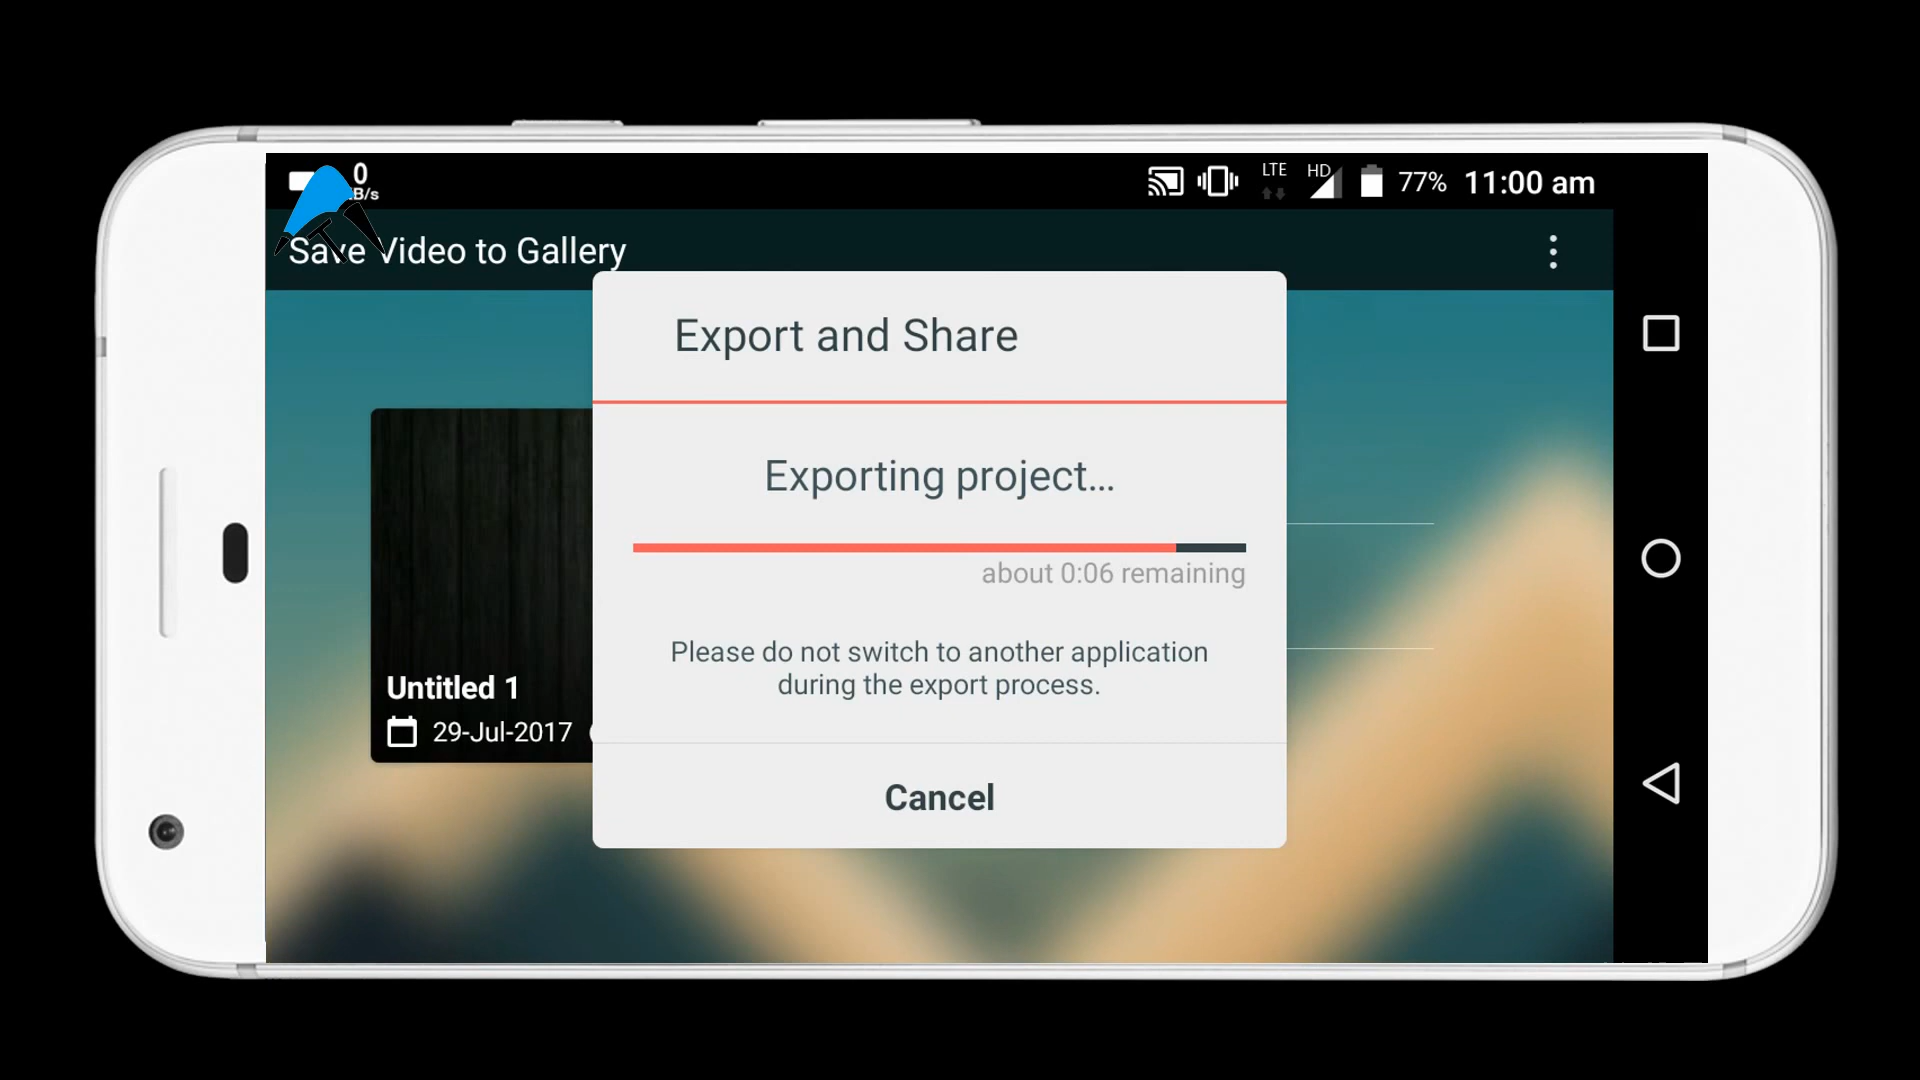 0
B/s
LTE
HD
77%
11:00 am
Save Video to Gallery
Export and Share
Exporting project...
about 0:06 remaining
Please do not switch to another application
during the export process.
Cancel
Untitled 1
29-Jul-2017